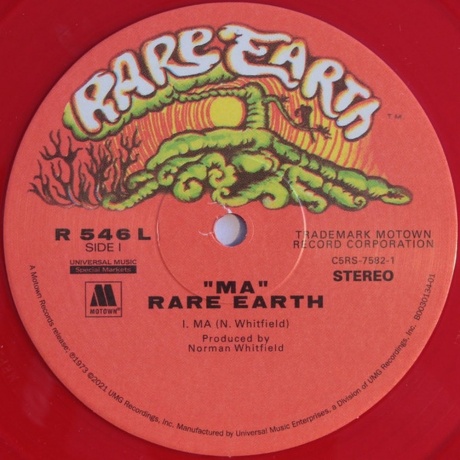 RARE EARTH
T.M.
R 546 L
SIDE I
UNIVERSAL MUSIC
Special Markets
M
MOTOWN
TRADEMARK MOTOWN
RECORD CORPORATION
C5RS-7582-1
STEREO
"MA"
RARE EARTH
I. MA (N. Whitfield)
Produced by
Norman Whitfield
A Motown Records release; ℗1973 ©2021 UMG Recordings, Inc. Manufactured by Universal Music Enterprises, a Division of UMG Recordings, Inc. B0030134-01